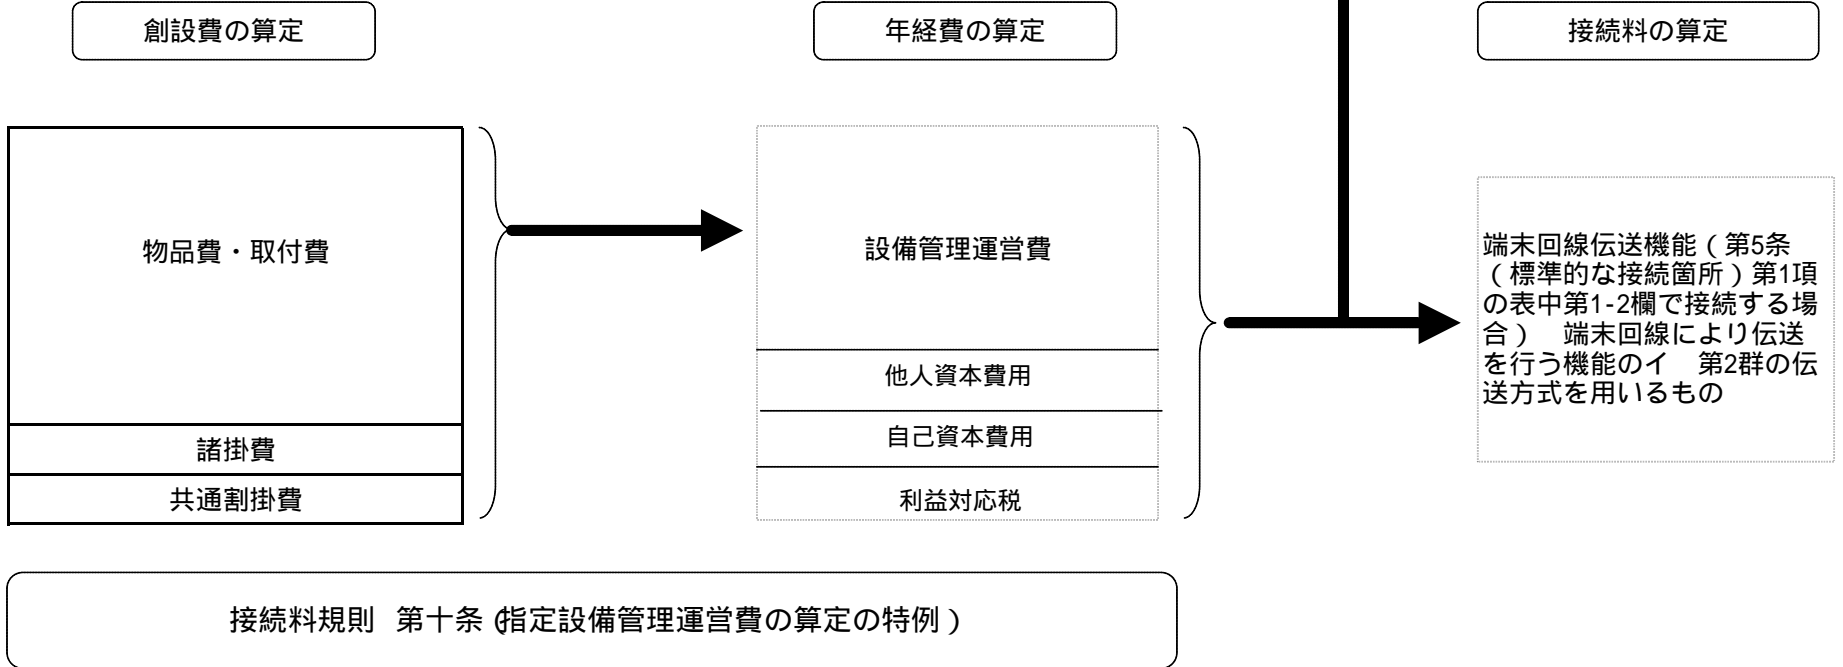 創設費の算定
年経費の算定
接続料の算定
物品費・取付費
諸掛費
共通割掛費
設備管理運営費
他人資本費用
自己資本費用
利益対応税
端末回線伝送機能（第5条
（標準的な接続箇所）第1項
の表中第1-2欄で接続する場
合）　端末回線により伝送
を行う機能のイ　第2群の伝
送方式を用いるもの
接続料規則 第十条（指定設備管理運営費の算定の特例）